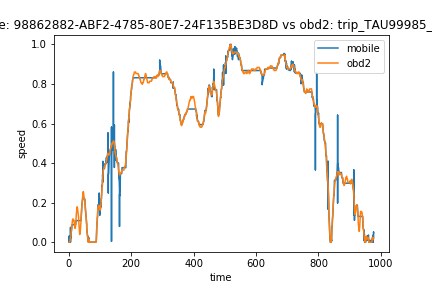 e: 98862882-ABF2-4785-80E7-24F135BE3D8D vs obd2: trip_TAU99985_
mobile
obd2
1.0
0.8
0.6
0.4
0.2
0.0
speed
0 200 400 600 800 1000
time